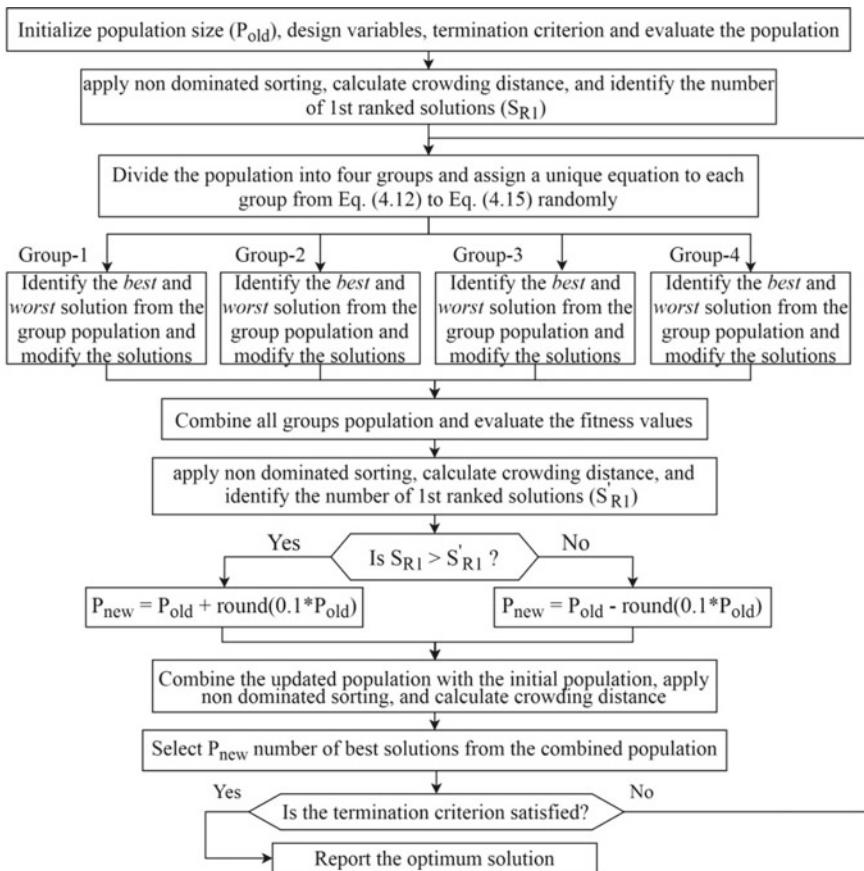 Initialize population size (P_old), design variables, termination criterion and evaluate the population
apply non dominated sorting, calculate crowding distance, and identify the number
of 1st ranked solutions (S_R1)
Divide the population into four groups and assign a unique equation to each
group from Eq. (4.12) to Eq. (4.15) randomly
Group-1
Group-2
Group-3
Group-4
Identify the best and
worst solution from the
group population and
modify the solutions
Identify the best and
worst solution from the
group population and
modify the solutions
Identify the best and
worst solution from the
group population and
modify the solutions
Identify the best and
worst solution from the
group population and
modify the solutions
Combine all groups population and evaluate the fitness values
apply non dominated sorting, calculate crowding distance, and
identify the number of 1st ranked solutions (S'_R1)
Yes
Is S_R1 > S'_R1 ?
No
P_new = P_old + round(0.1*P_old)
P_new = P_old - round(0.1*P_old)
Combine the updated population with the initial population, apply
non dominated sorting, and calculate crowding distance
Select P_new number of best solutions from the combined population
Yes
Is the termination criterion satisfied?
No
Report the optimum solution